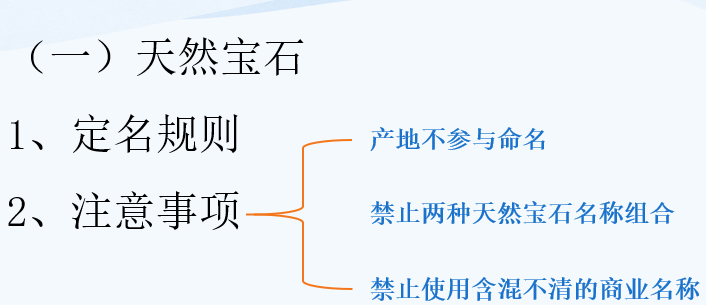 （一）天然宝石
1、定名规则
产地不参与命名
2、注意事项
禁止两种天然宝石名称组合
禁止使用含混不清的商业名称